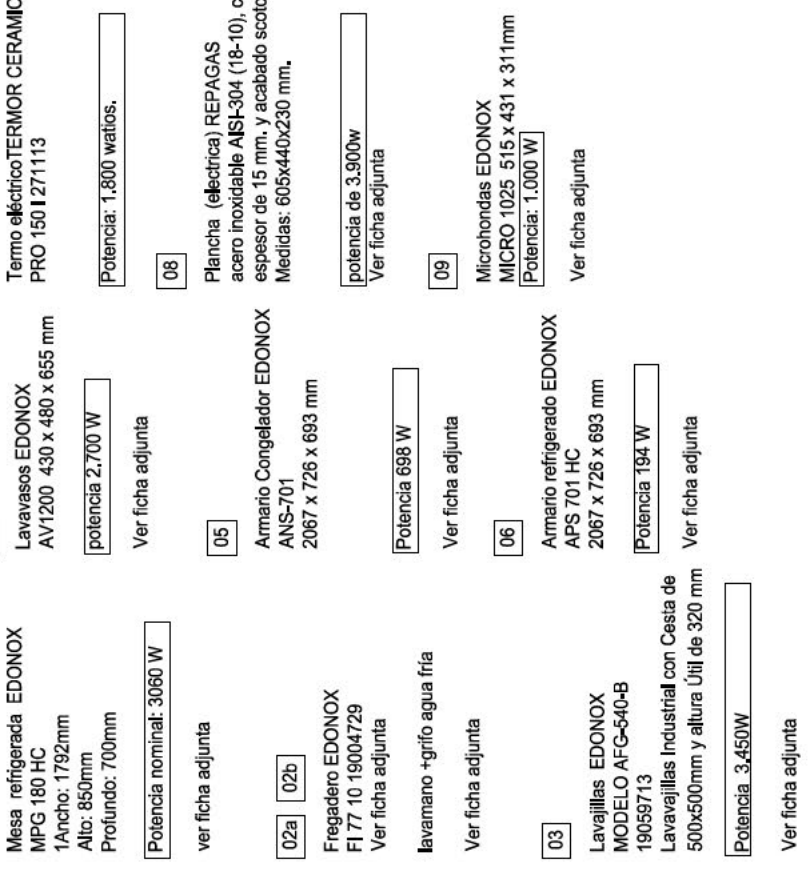 Mesa refrigerada EDONOX
MPG 180 HC
1Ancho: 1792mm
Alto: 850mm
Profundo: 700mm
Potencia nominal: 3060 W
ver ficha adjunta
02a 02b
Fregadero EDONOX
FI 77 10 19004729
Ver ficha adjunta
lavamano +grifo agua fría
Ver ficha adjunta
03
Lavajillas EDONOX
MODELO AFG-540-B
19059713
Lavavajillas Industrial con Cesta de
500x500mm y altura Útil de 320 mm
Potencia 3.450W
Ver ficha adjunta
Lavavasos EDONOX
AV1200 430 x 480 x 655 mm
potencia 2.700 W
Ver ficha adjunta
05
Armario Congelador EDONOX
ANS-701
2067 x 726 x 693 mm
Potencia 698 W
Ver ficha adjunta
06
Armario refrigerado EDONOX
APS 701 HC
2067 x 726 x 693 mm
Potencia 194 W
Ver ficha adjunta
Termo eléctricoTERMOR CERAMIC
PRO 150 l 271113
Potencia: 1.800 watios.
08
Plancha (electrica) REPAGAS
acero inoxidable AISI-304 (18-10), c
espesor de 15 mm. y acabado scoto
Medidas: 605x440x230 mm.
potencia de 3.900w
Ver ficha adjunta
09
Microhondas EDONOX
MICRO 1025 515 x 431 x 311mm
Potencia: 1.000 W
Ver ficha adjunta